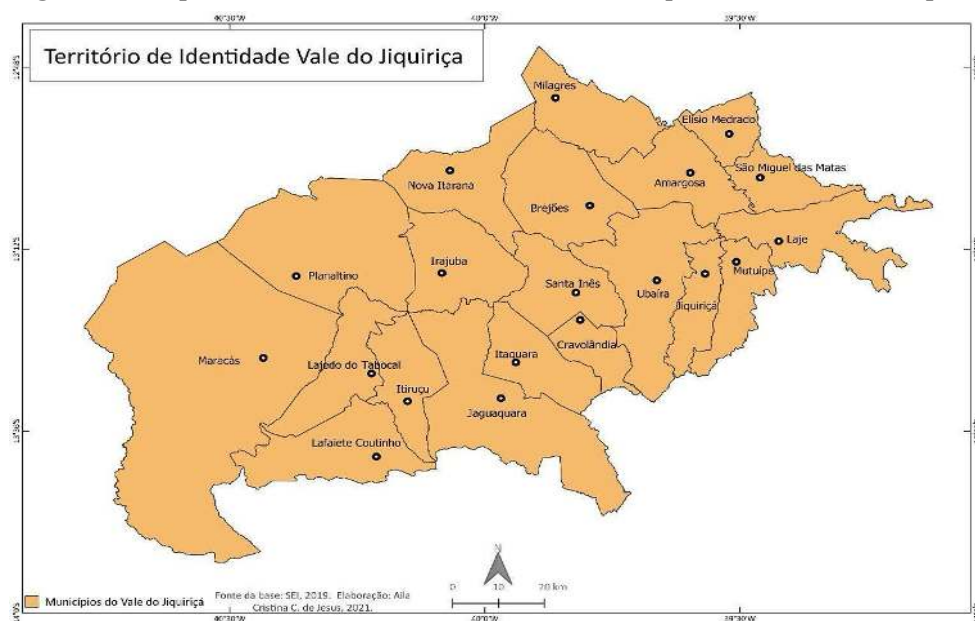 40°30'W 40°0'W 39°30'W
Território de Identidade Vale do Jiquiriçá
Milagres
Elísio Medrado
São Miguel das Matas
Nova Itarana
Amargosa
Brejões
Laje
Irajuba
Mutuípe
Planaltino
Santa Inês
Ubaíra
Jiquiriçá
Cravolândia
Itaquara
Maracás
Lajedo do Tabocal
Itiruçu
Jaguaquara
Lafaiete Coutinho
N
0 10 20 km
Municípios do Vale do Jiquiriçá
Fonte da base: SEI, 2019. Elaboração: Aila
Cristina C. de Jesus, 2021.